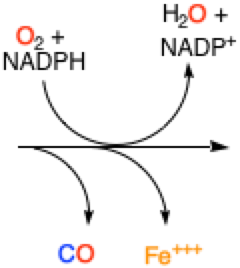 O₂ +
NADPH
H₂O +
NADP⁺
CO
Fe⁺⁺⁺